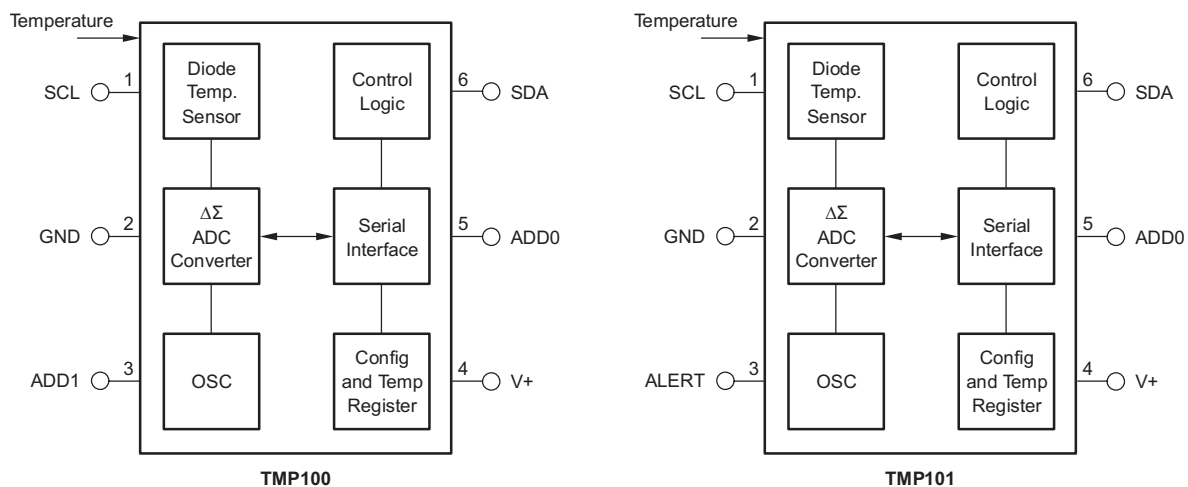 Temperature
SCL
1
GND
2
ADD1
3
Diode
Temp.
Sensor
ΔΣ
ADC
Converter
OSC
Control
Logic
Serial
Interface
Config
and Temp
Register
6
SDA
5
ADD0
4
V+
TMP100
Temperature
SCL
1
GND
2
ALERT
3
Diode
Temp.
Sensor
ΔΣ
ADC
Converter
OSC
Control
Logic
Serial
Interface
Config
and Temp
Register
6
SDA
5
ADD0
4
V+
TMP101